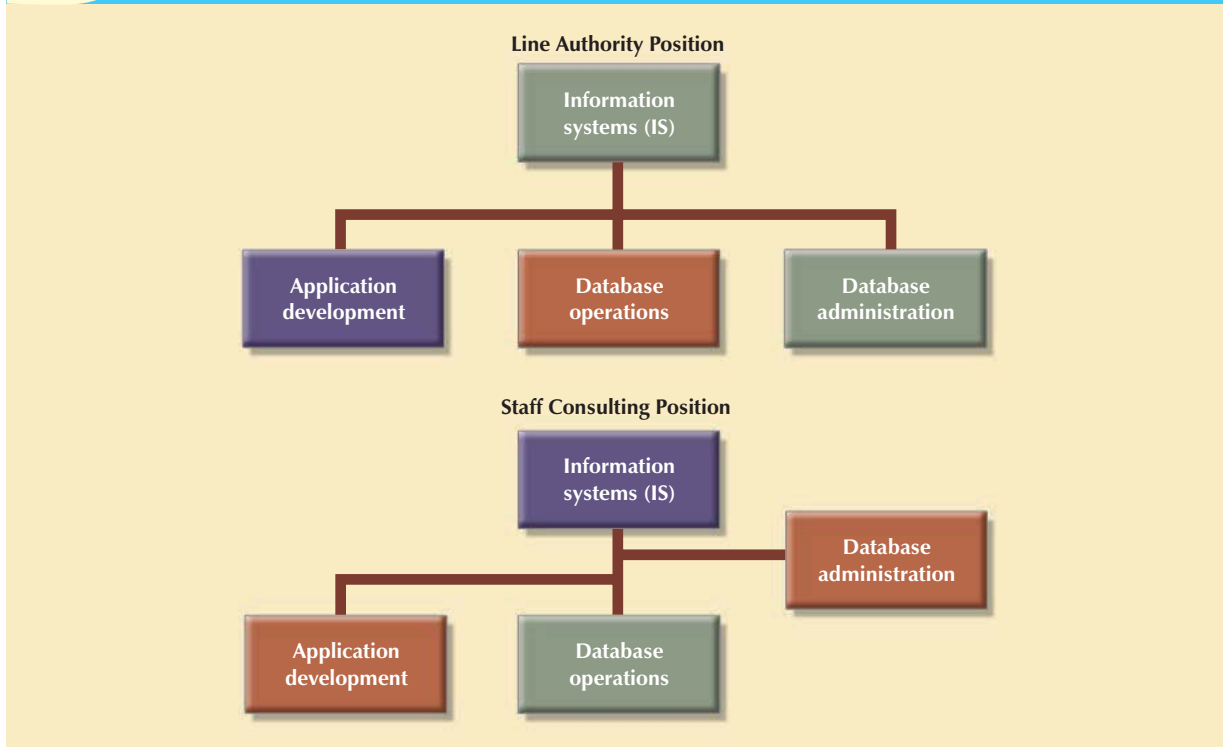 Line Authority Position
Information
systems (IS)
Application
development
Database
operations
Database
administration
Staff Consulting Position
Information
systems (IS)
Database
administration
Application
development
Database
operations